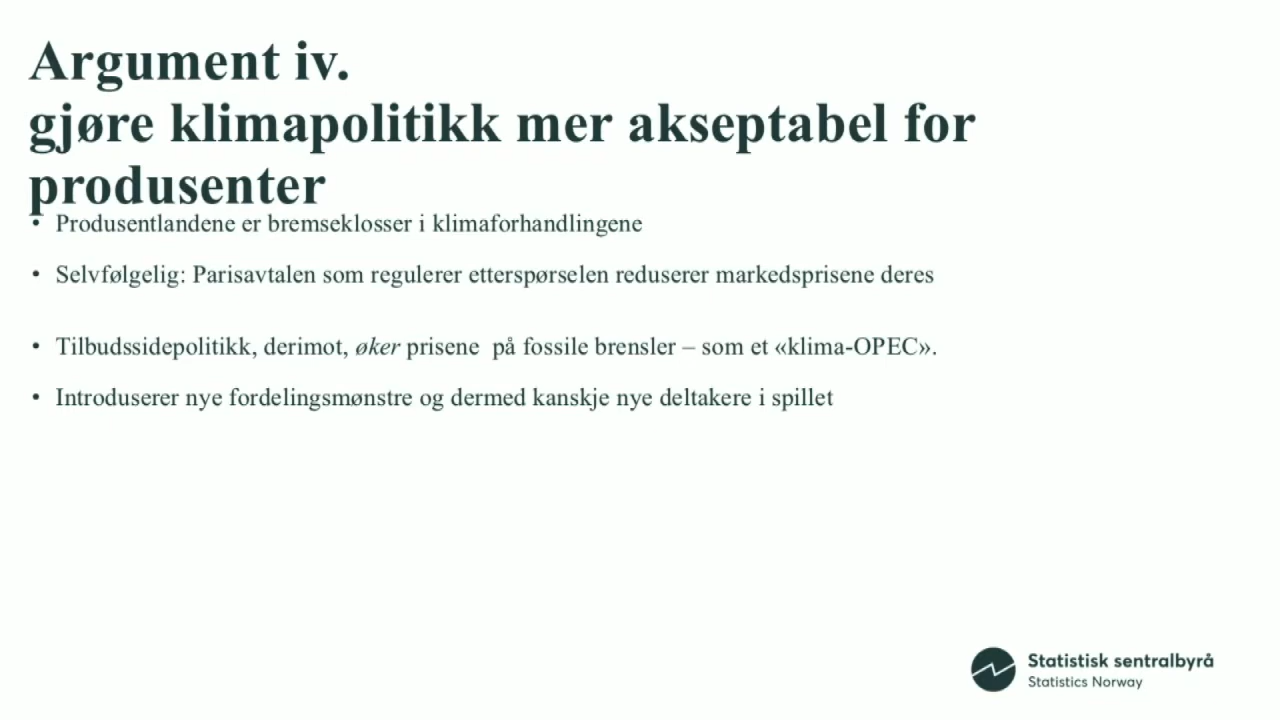 Argument iv.
gjøre klimapolitikk mer akseptabel for
produsenter
• Produsentlandene er bremseklosser i klimaforhandlingene
• Selvfølgelig: Parisavtalen som regulerer etterspørselen reduserer markedsprisene deres
• Tilbudssidepolitikk, derimot, øker prisene  på fossile brensler – som et «klima-OPEC».
• Introduserer nye fordelingsmønstre og dermed kanskje nye deltakere i spillet
Statistisk sentralbyrå
Statistics Norway